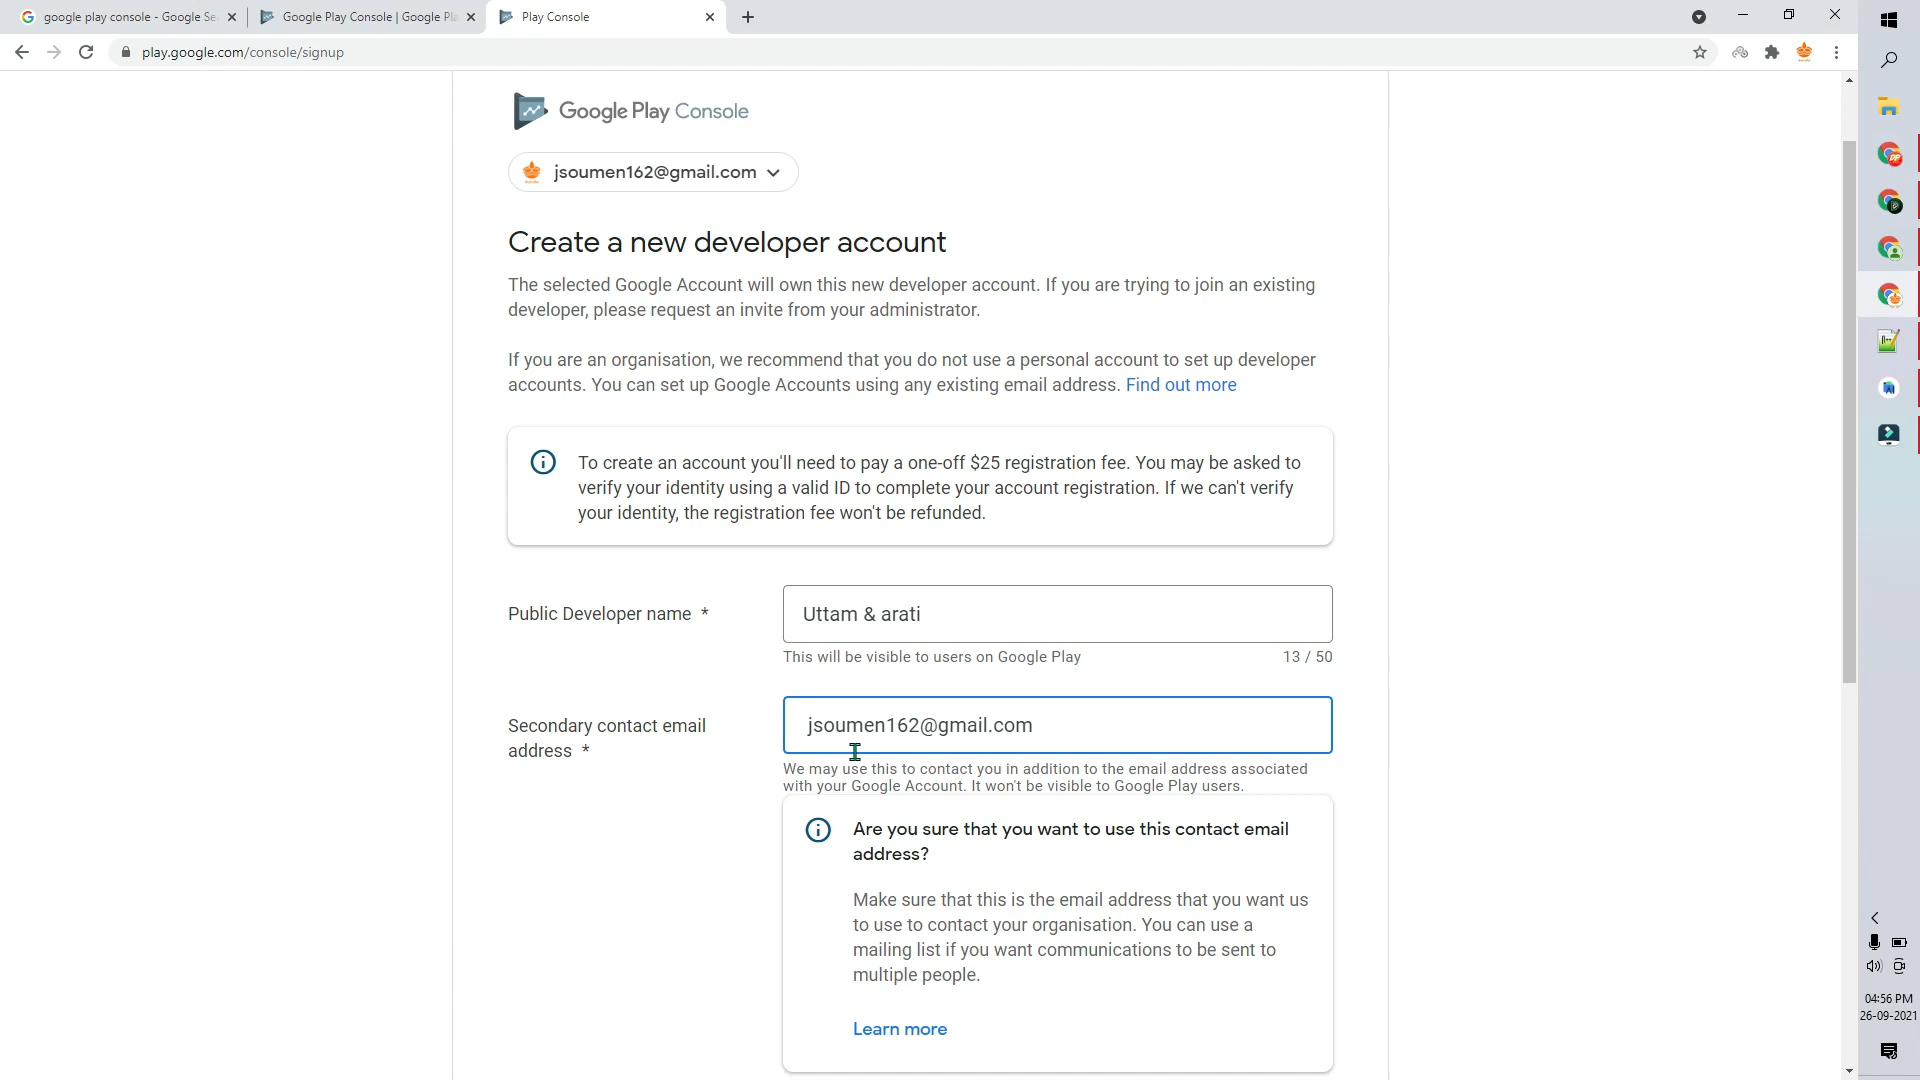 google play console - Google Se
Google Play Console | Google Pla
Play Console
play.google.com/console/signup
Google Play Console
jsoumen162@gmail.com
Create a new developer account
The selected Google Account will own this new developer account. If you are trying to join an existing
developer, please request an invite from your administrator.
If you are an organisation, we recommend that you do not use a personal account to set up developer
accounts. You can set up Google Accounts using any existing email address. Find out more
To create an account you'll need to pay a one-off $25 registration fee. You may be asked to
verify your identity using a valid ID to complete your account registration. If we can't verify
your identity, the registration fee won't be refunded.
Public Developer name *
Uttam & arati
This will be visible to users on Google Play
13 / 50
Secondary contact email
address *
jsoumen162@gmail.com
We may use this to contact you in addition to the email address associated
with your Google Account. It won't be visible to Google Play users.
Are you sure that you want to use this contact email
address?
Make sure that this is the email address that you want us
to use to contact your organisation. You can use a
mailing list if you want communications to be sent to
multiple people.
Learn more
04:56 PM
26-09-2021